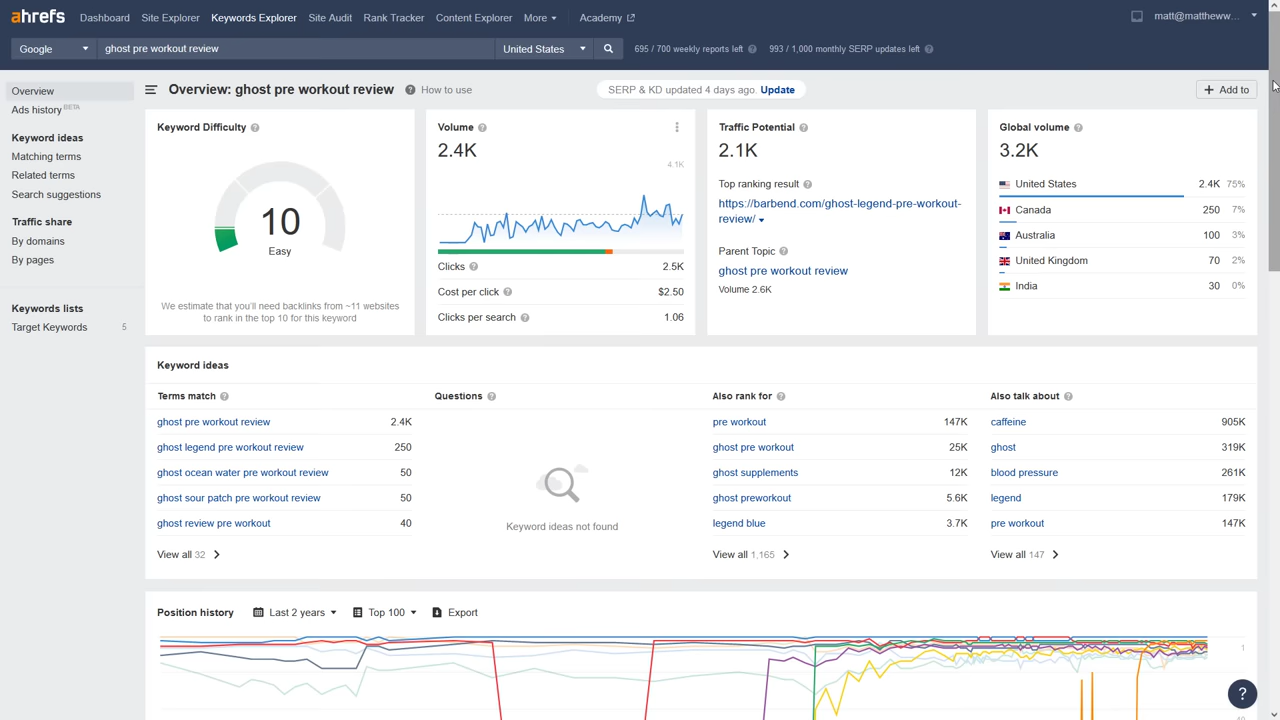 ahrefs Dashboard Site Explorer Keywords Explorer Site Audit Rank Tracker Content Explorer More Academy matt@mattheww...
Google ghost pre workout review United States 695 / 700 weekly reports left 993 / 1,000 monthly SERP updates left
Overview
Ads history BETA
Keyword ideas
Matching terms
Related terms
Search suggestions
Traffic share
By domains
By pages
Keywords lists
Target Keywords 5
Overview: ghost pre workout review ? How to use SERP & KD updated 4 days ago. Update + Add to
Keyword Difficulty ?
10
Easy
We estimate that you'll need backlinks from ~11 websites
to rank in the top 10 for this keyword
Volume ?
2.4K
4.1K
Clicks ? 2.5K
Cost per click ? $2.50
Clicks per search ? 1.06
Traffic Potential ?
2.1K
Top ranking result ?
https://barbend.com/ghost-legend-pre-workout-
review/
Parent Topic ?
ghost pre workout review
Volume 2.6K
Global volume ?
3.2K
United States 2.4K 75%
Canada 250 7%
Australia 100 3%
United Kingdom 70 2%
India 30 0%
Keyword ideas
Terms match ?
ghost pre workout review 2.4K
ghost legend pre workout review 250
ghost ocean water pre workout review 50
ghost sour patch pre workout review 50
ghost review pre workout 40
View all 32
Questions ?
Keyword ideas not found
Also rank for ?
pre workout 147K
ghost pre workout 25K
ghost supplements 12K
ghost preworkout 5.6K
legend blue 3.7K
View all 1,165
Also talk about ?
caffeine 905K
ghost 319K
blood pressure 261K
legend 179K
pre workout 147K
View all 147
Position history Last 2 years Top 100 Export
1
?